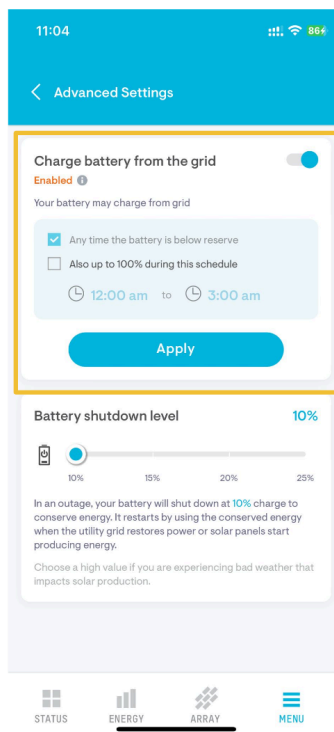 11:04
86
Advanced Settings
Charge battery from the grid
Enabled
Your battery may charge from grid
Any time the battery is below reserve
Also up to 100% during this schedule
12:00 am to 3:00 am
Apply
Battery shutdown level 10%
10% 15% 20% 25%
In an outage, your battery will shut down at 10% charge to
conserve energy. It restarts by using the conserved energy
when the utility grid restores power or solar panels start
producing energy.
Choose a high value if you are experiencing bad weather that
impacts solar production.
STATUS ENERGY ARRAY MENU